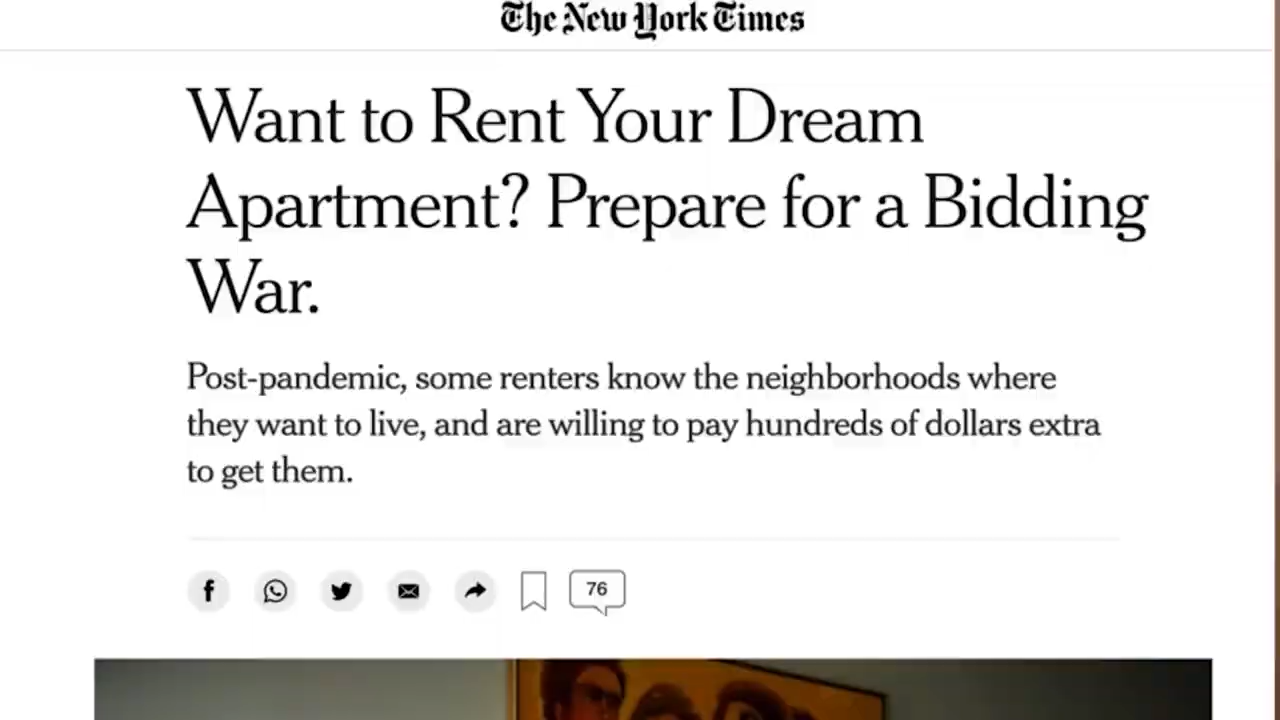 The New York Times
Want to Rent Your Dream
Apartment? Prepare for a Bidding
War.
Post-pandemic, some renters know the neighborhoods where
they want to live, and are willing to pay hundreds of dollars extra
to get them.
76